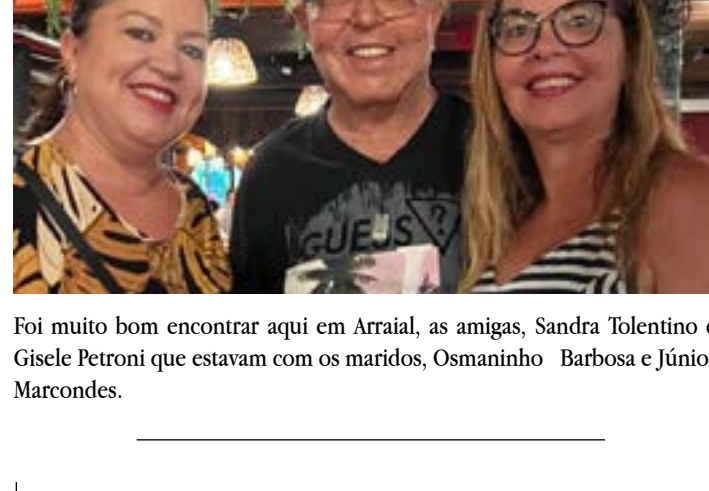 GUESS
?
Foi muito bom encontrar aqui em Arraial, as amigas, Sandra Tolentino
Gisele Petroni que estavam com os maridos, Osmaninho Barbosa e Júnio
Marcondes.